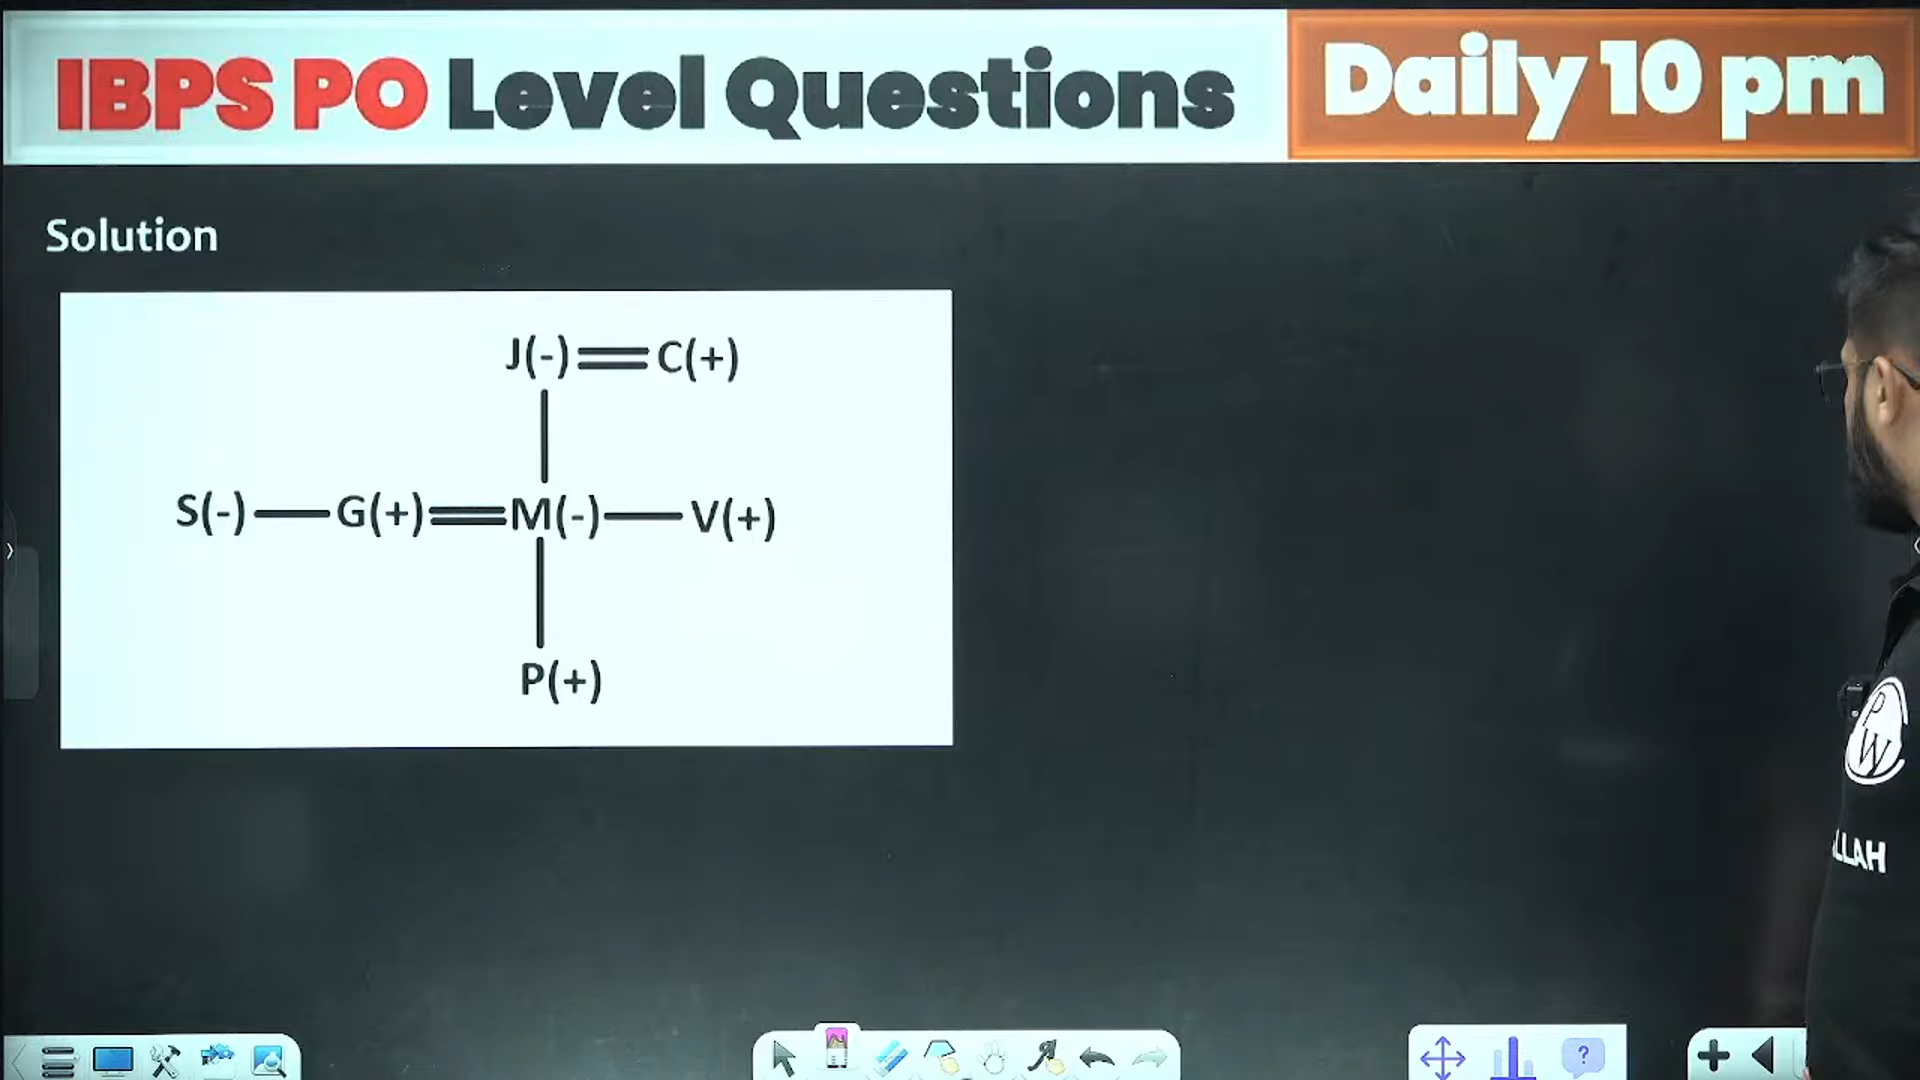 IBPS PO Level Questions
Daily 10 pm
Solution
J(-) C(+)
S(-) G(+) M(-) V(+)
P(+)
P
W
LLAH
?